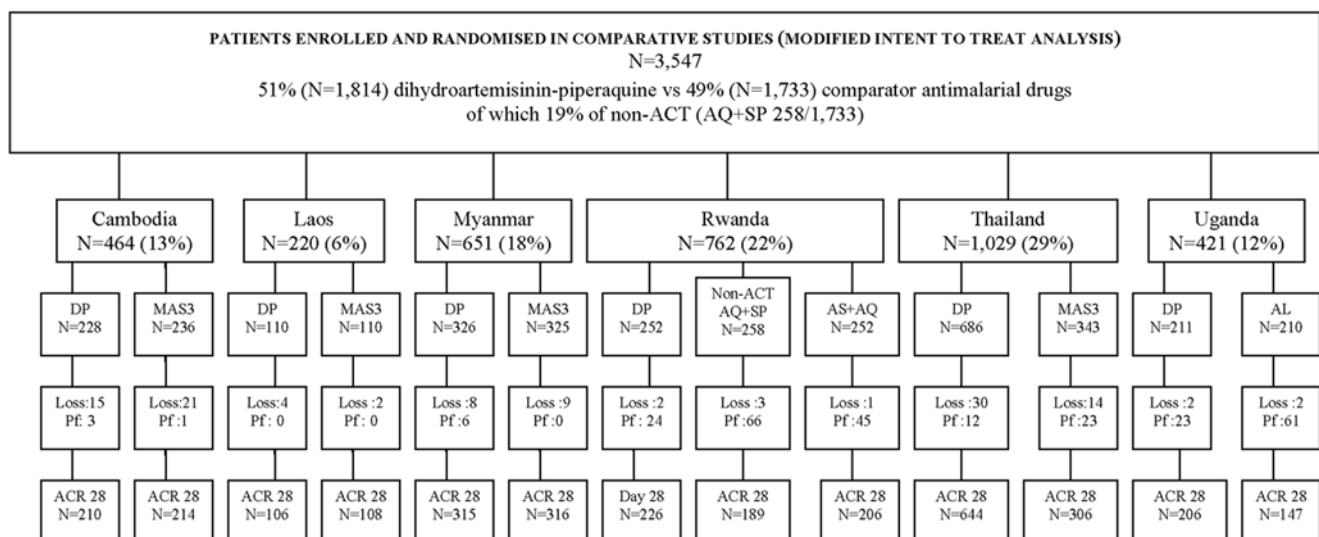 PATIENTS ENROLLED AND RANDOMISED IN COMPARATIVE STUDIES (MODIFIED INTENT TO TREAT ANALYSIS)
N=3,547
51% (N=1,814) dihydroartemisinin-piperaquine vs 49% (N=1,733) comparator antimalarial drugs
of which 19% of non-ACT (AQ+SP 258/1,733)
Cambodia
N=464 (13%)
Laos
N=220 (6%)
Myanmar
N=651 (18%)
Rwanda
N=762 (22%)
Thailand
N=1,029 (29%)
Uganda
N=421 (12%)
DP
N=228
MAS3
N=236
DP
N=110
MAS3
N=110
DP
N=326
MAS3
N=325
DP
N=252
Non-ACT
AQ+SP
N=258
AS+AQ
N=252
DP
N=686
MAS3
N=343
DP
N=211
AL
N=210
Loss:15
Pf: 3
Loss:21
Pf :1
Loss:4
Pf : 0
Loss :2
Pf : 0
Loss :8
Pf :6
Loss :9
Pf :0
Loss :2
Pf : 24
Loss :3
Pf :66
Loss :1
Pf :45
Loss :30
Pf :12
Loss:14
Pf :23
Loss :2
Pf :23
Loss :2
Pf :61
ACR 28
N=210
ACR 28
N=214
ACR 28
N=106
ACR 28
N=108
ACR 28
N=315
ACR 28
N=316
Day 28
N=226
ACR 28
N=189
ACR 28
N=206
ACR 28
N=644
ACR 28
N=306
ACR 28
N=206
ACR 28
N=147